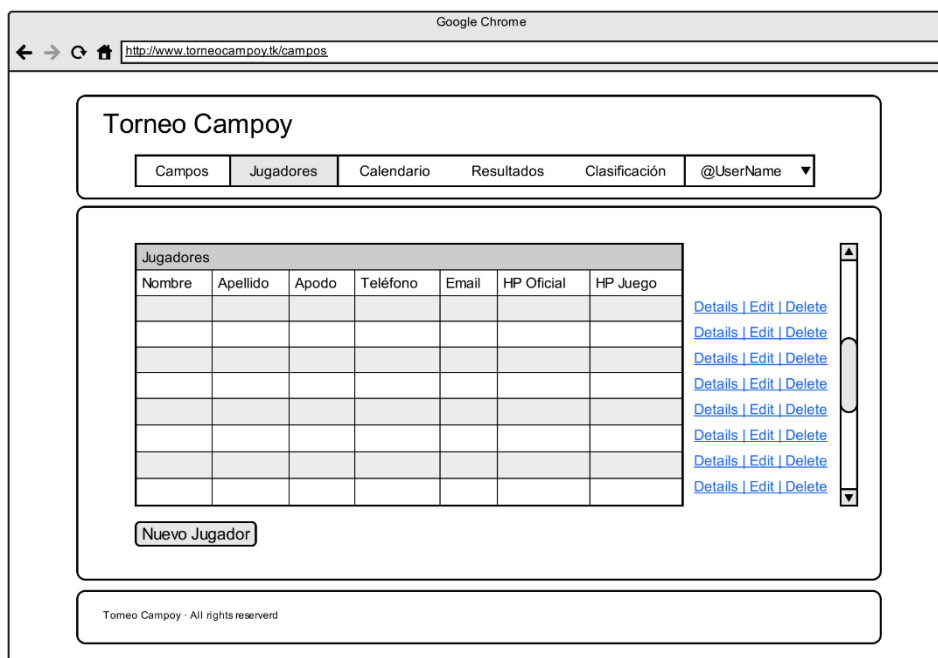 Google Chrome
http://www.torneocampoy.tk/campos
Torneo Campoy
Campos Jugadores Calendario Resultados Clasificación @UserName
Jugadores
Nombre Apellido Apodo Teléfono Email HP Oficial HP Juego
Details | Edit | Delete
Details | Edit | Delete
Details | Edit | Delete
Details | Edit | Delete
Details | Edit | Delete
Details | Edit | Delete
Details | Edit | Delete
Details | Edit | Delete
Nuevo Jugador
Torneo Campoy · All rights reserverd